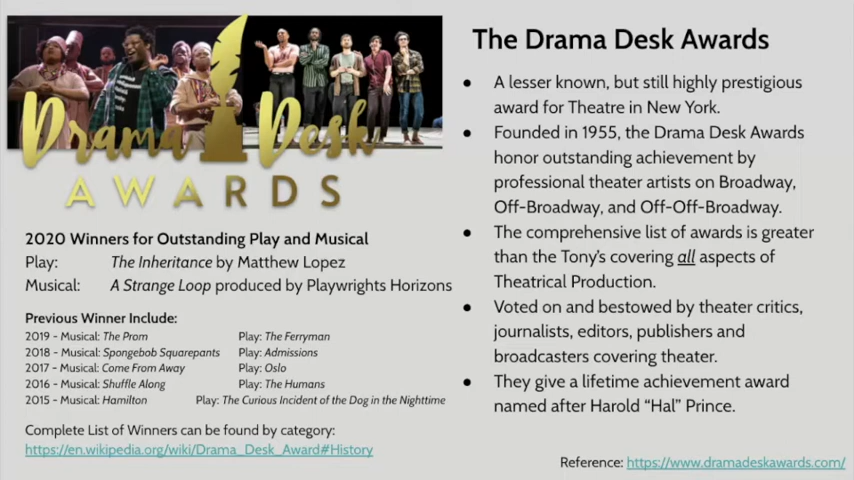 Drama Desk
AWARDS
2020 Winners for Outstanding Play and Musical
Play: The Inheritance by Matthew Lopez
Musical: A Strange Loop produced by Playwrights Horizons
Previous Winner Include:
2019 - Musical: The Prom Play: The Ferryman
2018 - Musical: Spongebob Squarepants Play: Admissions
2017 - Musical: Come From Away Play: Oslo
2016 - Musical: Shuffle Along Play: The Humans
2015 - Musical: Hamilton Play: The Curious Incident of the Dog in the Nighttime
Complete List of Winners can be found by category:
https://en.wikipedia.org/wiki/Drama_Desk_Award#History
The Drama Desk Awards
● A lesser known, but still highly prestigious
award for Theatre in New York.
● Founded in 1955, the Drama Desk Awards
honor outstanding achievement by
professional theater artists on Broadway,
Off-Broadway, and Off-Off-Broadway.
● The comprehensive list of awards is greater
than the Tony's covering all aspects of
Theatrical Production.
● Voted on and bestowed by theater critics,
journalists, editors, publishers and
broadcasters covering theater.
● They give a lifetime achievement award
named after Harold “Hal” Prince.
Reference: https://www.dramadeskawards.com/